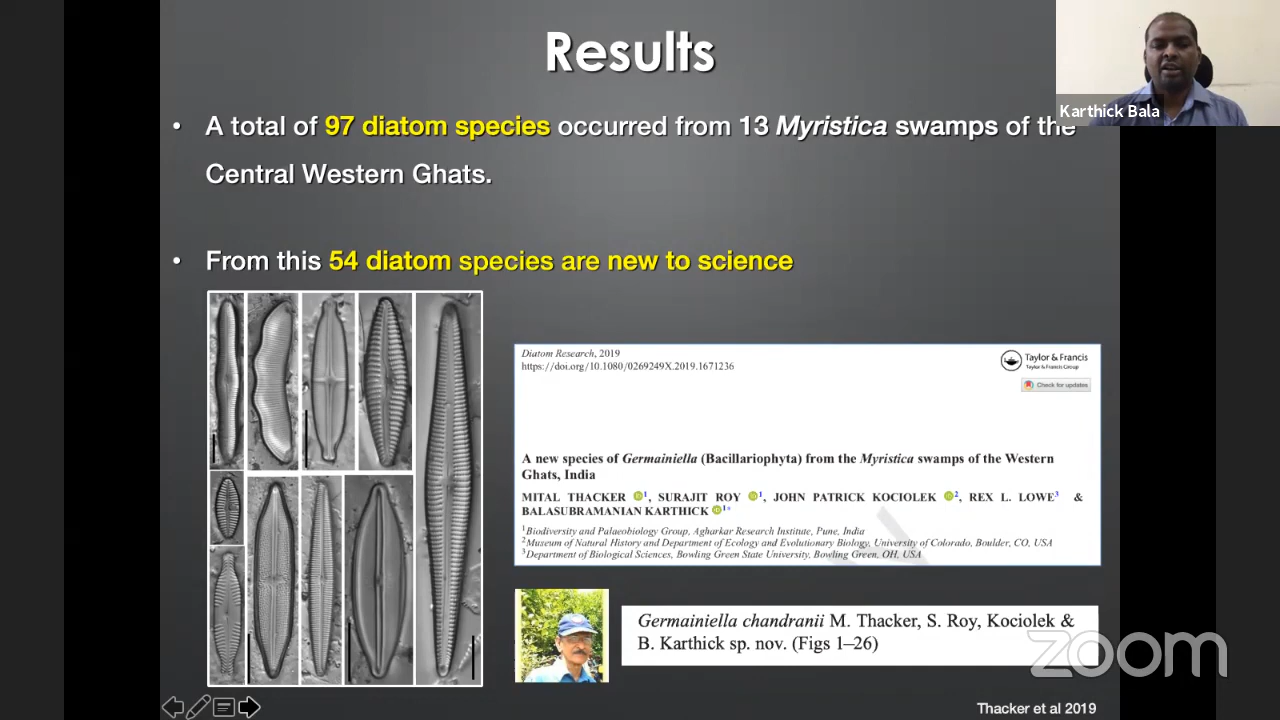 Results
Karthick Bala
• A total of 97 diatom species occurred from 13 Myristica swamps of the
Central Western Ghats.
• From this 54 diatom species are new to science
Diatom Research, 2019
https://doi.org/10.1080/0269249X.2019.1671236
Taylor & Francis
Taylor & Francis Group
Check for updates
A new species of Germainiella (Bacillariophyta) from the Myristica swamps of the Western
Ghats, India
MITAL THACKER 1, SURAJIT ROY 1, JOHN PATRICK KOCIOLEK 2, REX L. LOWE3 &
BALASUBRAMANIAN KARTHICK 1*
1Biodiversity and Palaeobiology Group, Agharkar Research Institute, Pune, India
2Museum of Natural History and Department of Ecology and Evolutionary Biology, University of Colorado, Boulder, CO, USA
3Department of Biological Sciences, Bowling Green State University, Bowling Green, OH, USA
Germainiella chandranii M. Thacker, S. Roy, Kociolek &
B. Karthick sp. nov. (Figs 1–26)
zoom
Thacker et al 2019